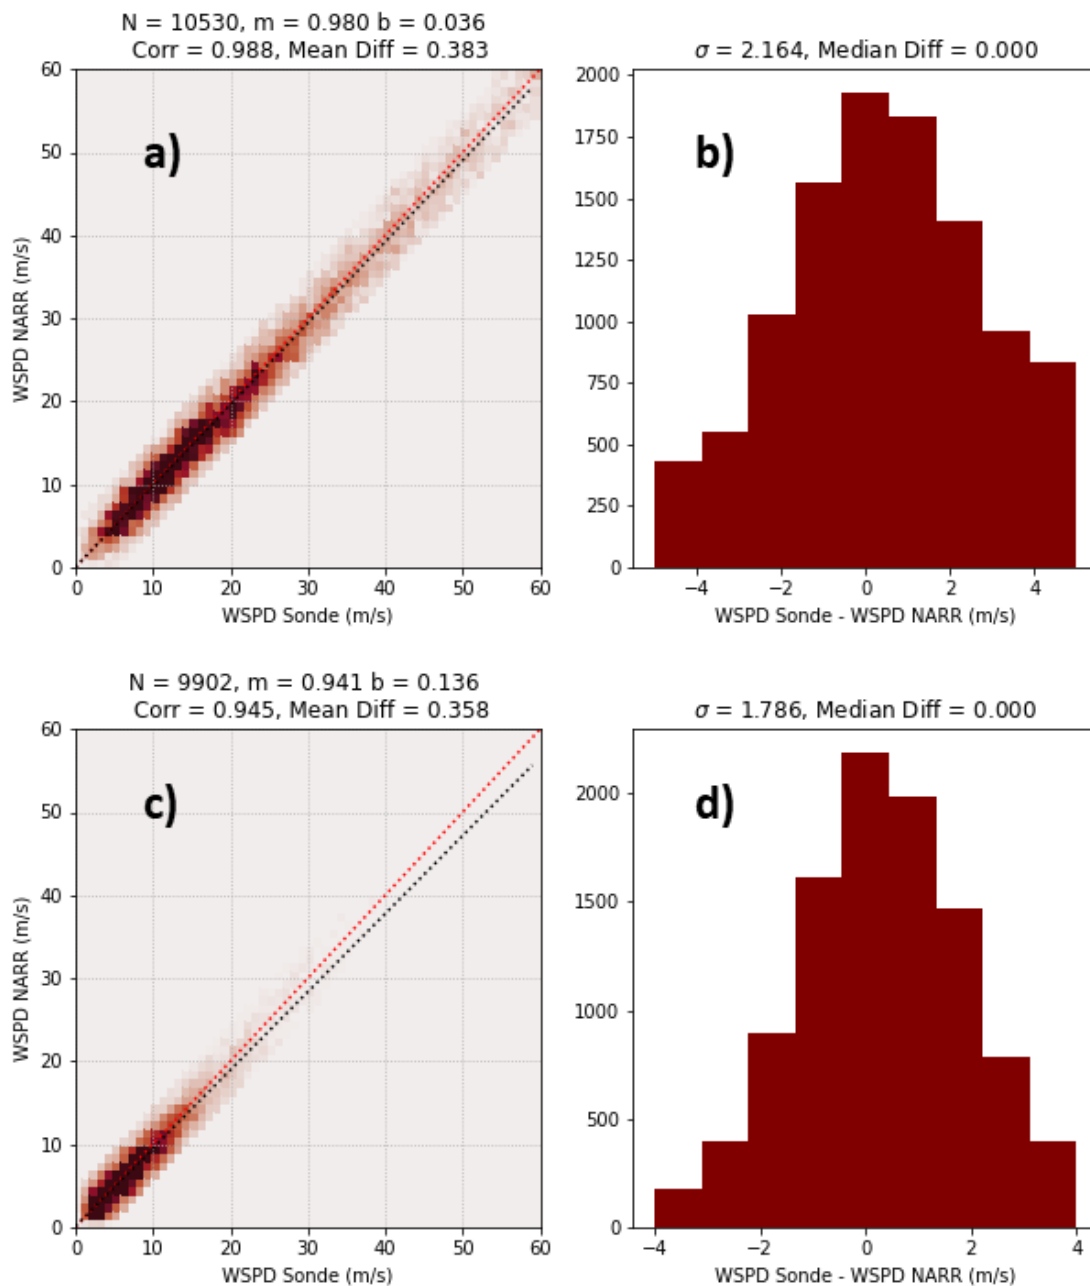 N = 10530, m = 0.980 b = 0.036
Corr = 0.988, Mean Diff = 0.383
a)
60
50
40
30
20
10
0
WSPD NARR (m/s)
0 10 20 30 40 50 60
WSPD Sonde (m/s)
σ = 2.164, Median Diff = 0.000
b)
2000
1750
1500
1250
1000
750
500
250
0
−4 −2 0 2 4
WSPD Sonde - WSPD NARR (m/s)
N = 9902, m = 0.941 b = 0.136
Corr = 0.945, Mean Diff = 0.358
c)
60
50
40
30
20
10
0
WSPD NARR (m/s)
0 10 20 30 40 50 60
WSPD Sonde (m/s)
σ = 1.786, Median Diff = 0.000
d)
2000
1500
1000
500
0
−4 −2 0 2 4
WSPD Sonde - WSPD NARR (m/s)